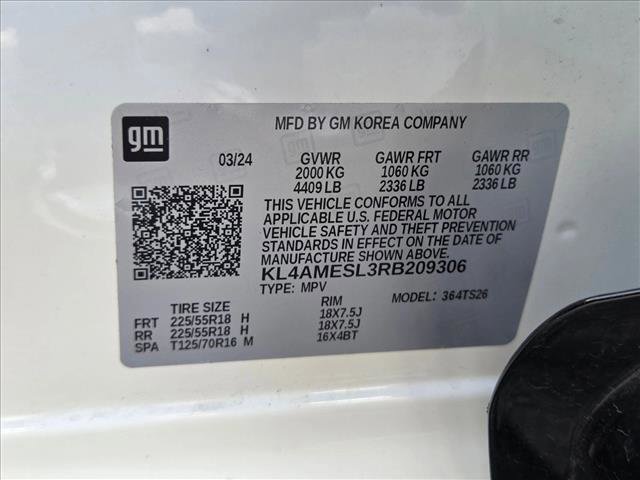 gm
MFD BY GM KOREA COMPANY
03/24 GVWR GAWR FRT GAWR RR
2000 KG 1060 KG 1060 KG
4409 LB 2336 LB 2336 LB
THIS VEHICLE CONFORMS TO ALL
APPLICABLE U.S. FEDERAL MOTOR
VEHICLE SAFETY AND THEFT PREVENTION
STANDARDS IN EFFECT ON THE DATE
OF MANUFACTURE SHOWN ABOVE.
KL4AMESL3RB209306
TYPE: MPV MODEL: 364TS26
TIRE SIZE RIM
FRT 225/55R18 H 18X7.5J
RR 225/55R18 H 18X7.5J
SPA T125/70R16 M 16X4BT